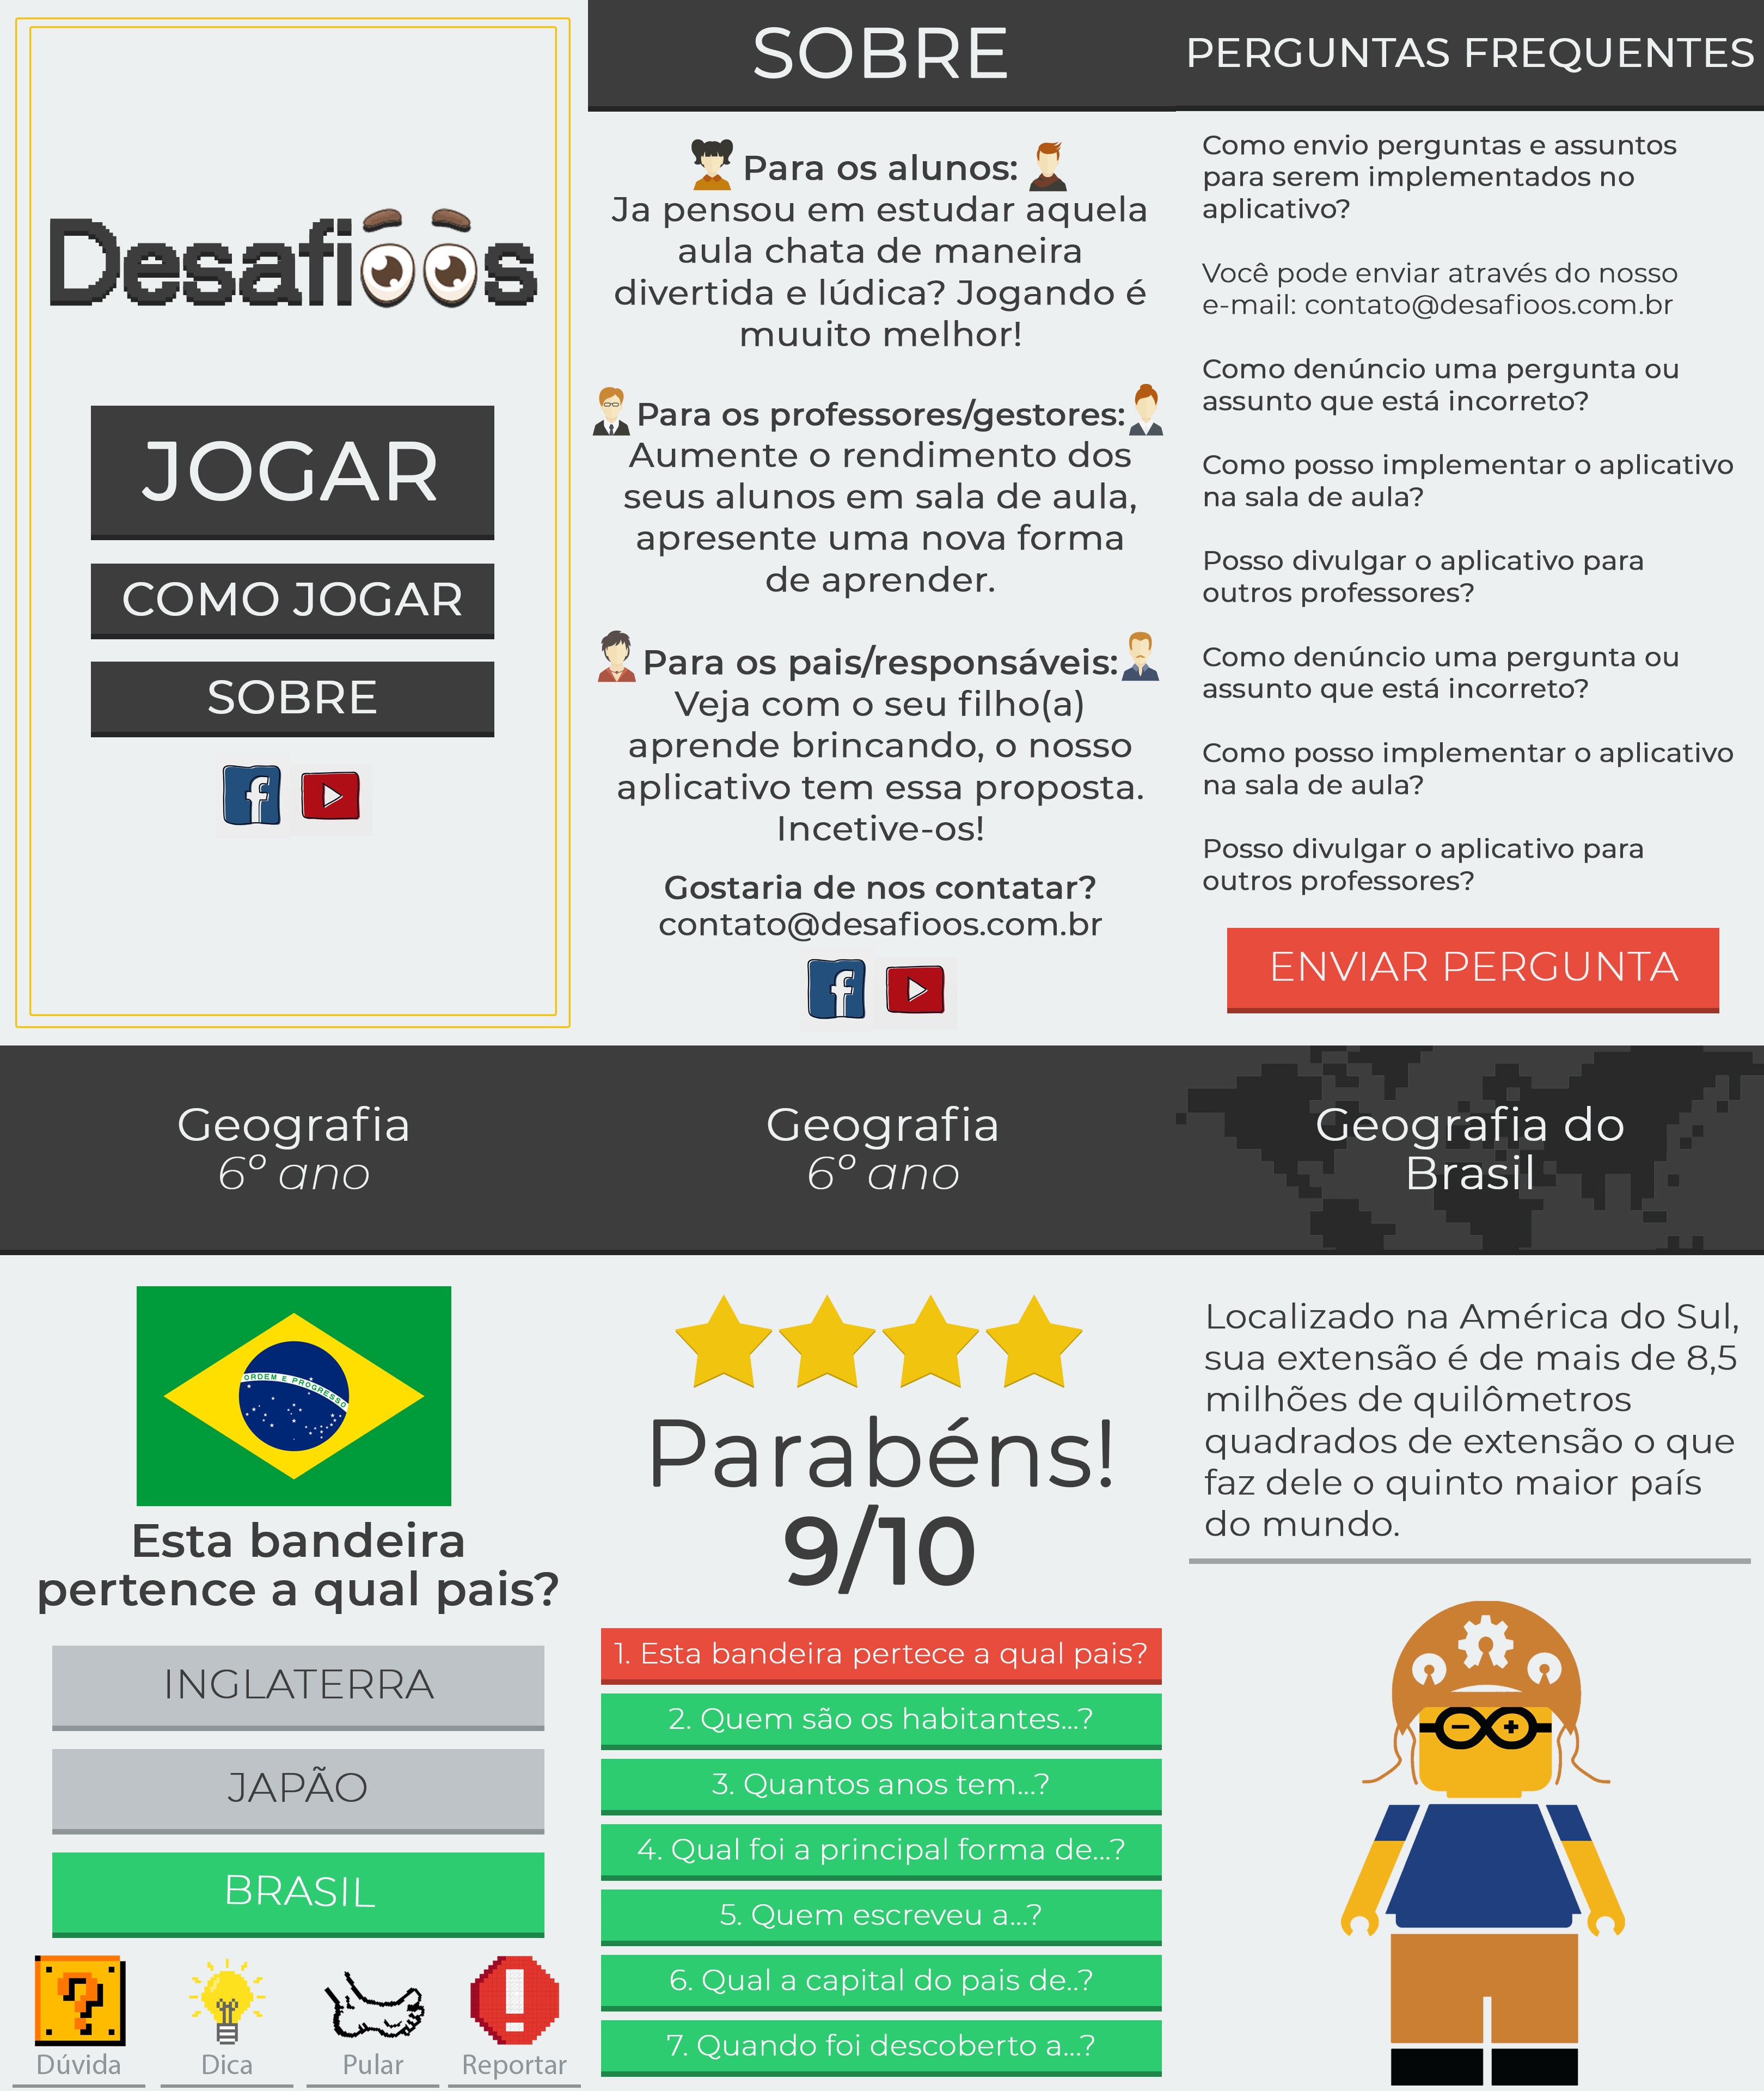 Desafioos
JOGAR
COMO JOGAR
SOBRE
SOBRE
Para os alunos:
Ja pensou em estudar aquela
aula chata de maneira
divertida e lúdica? Jogando é
muuito melhor!
Para os professores/gestores:
Aumente o rendimento dos
seus alunos em sala de aula,
apresente uma nova forma
de aprender.
Para os pais/responsáveis:
Veja com o seu filho(a)
aprende brincando, o nosso
aplicativo tem essa proposta.
Incetive-os!
Gostaria de nos contatar?
contato@desafioos.com.br
PERGUNTAS FREQUENTES
Como envio perguntas e assuntos
para serem implementados no
aplicativo?
Você pode enviar através do nosso
e-mail: contato@desafioos.com.br
Como denúncio uma pergunta ou
assunto que está incorreto?
Como posso implementar o aplicativo
na sala de aula?
Posso divulgar o aplicativo para
outros professores?
Como denúncio uma pergunta ou
assunto que está incorreto?
Como posso implementar o aplicativo
na sala de aula?
Posso divulgar o aplicativo para
outros professores?
ENVIAR PERGUNTA
Geografia
6º ano
ORDEM E PROGRESSO
Esta bandeira
pertence a qual pais?
INGLATERRA
JAPÃO
BRASIL
Dúvida
Dica
Pular
Reportar
Geografia
6º ano
Parabéns!
9/10
1. Esta bandeira pertece a qual pais?
2. Quem são os habitantes...?
3. Quantos anos tem...?
4. Qual foi a principal forma de...?
5. Quem escreveu a...?
6. Qual a capital do pais de..?
7. Quando foi descoberto a...?
Geografia do
Brasil
Localizado na América do Sul,
sua extensão é de mais de 8,5
milhões de quilômetros
quadrados de extensão o que
faz dele o quinto maior país
do mundo.